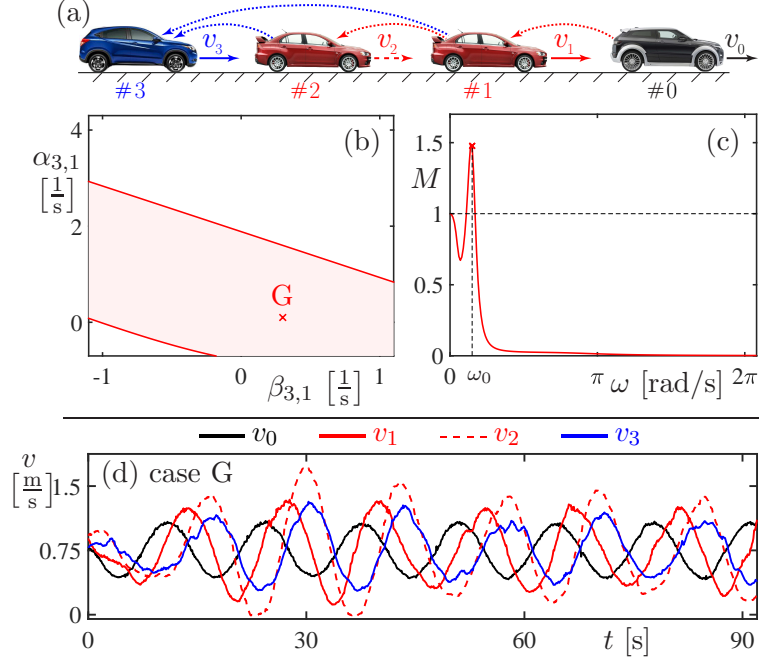 (a)
v₃ v₂ v₁ v₀
#3 #2 #1 #0
(b)
α₃,₁
[1/s]
4
2
0
G
-1 0 1
β₃,₁ [1/s]
(c)
M
1.5
1
0.5
0
0 ω₀ π ω [rad/s] 2π
v₀ v₁ v₂ v₃
(d) case G
v
[m/s]
1.5
0.75
0
0 30 60 90
t [s]